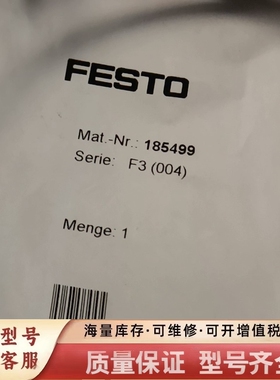 FESTO
Mat.-Nr.: 185499
Serie: F3 (004)
Menge: 1
型号
客服
海量库存·可维修·可开增值税
质量保证 型号齐全